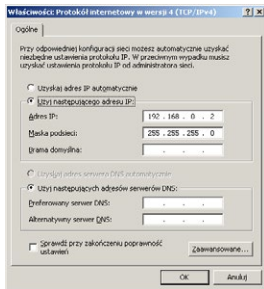 Właściwości: Protokół internetowy w wersji 4 (TCP/IPv4)
Ogólne
Przy odpowiedniej konfiguracji sieci możesz automatycznie uzyskać
niezbędne ustawienia protokołu IP. W przeciwnym wypadku musisz
uzyskać ustawienia protokołu IP od administratora sieci.
Uzyskaj adres IP automatycznie
Użyj następującego adresu IP:
Adres IP: 192 . 168 . 0 . 2
Maska podsieci: 255 . 255 . 255 . 0
Brama domyślna: . . .
Uzyskaj adres serwera DNS automatycznie
Użyj następujących adresów serwerów DNS:
Preferowany serwer DNS: . . .
Alternatywny serwer DNS: . . .
Sprawdź przy zakończeniu poprawność
ustawień
Zaawansowane...
OK
Anuluj